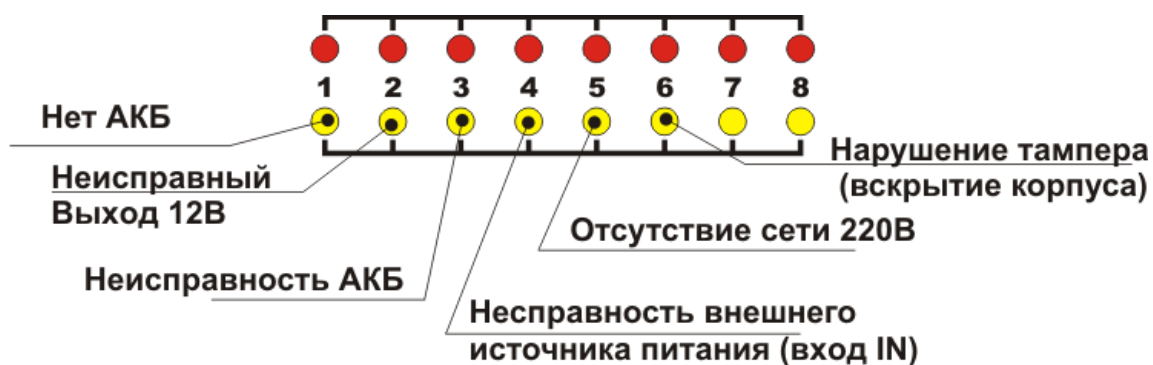 1 2 3 4 5 6 7 8
Нет АКБ
Неисправный
Выход 12В
Неисправность АКБ
Несправность внешнего
источника питания (вход IN)
Отсутствие сети 220В
Нарушение тампера
(вскрытие корпуса)